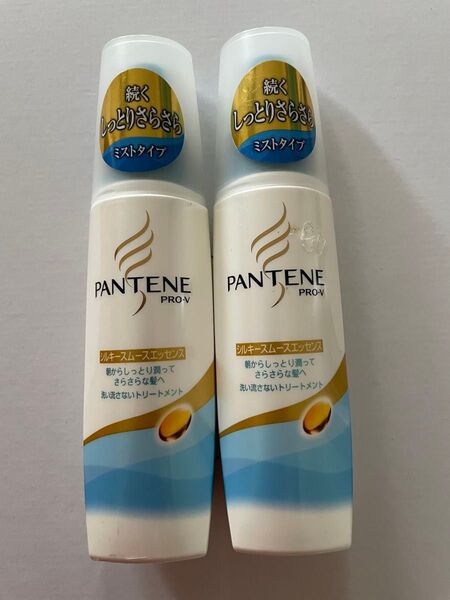 続く
しっとりさらさら
ミストタイプ
PANTENE
PRO-V
シルキースムースエッセンス
朝からしっとり潤って
さらさらな髪へ
洗い流さないトリートメント
続く
しっとりさらさら
ミストタイプ
PANTENE
PRO-V
シルキースムースエッセンス
朝からしっとり潤って
さらさらな髪へ
洗い流さないトリートメント